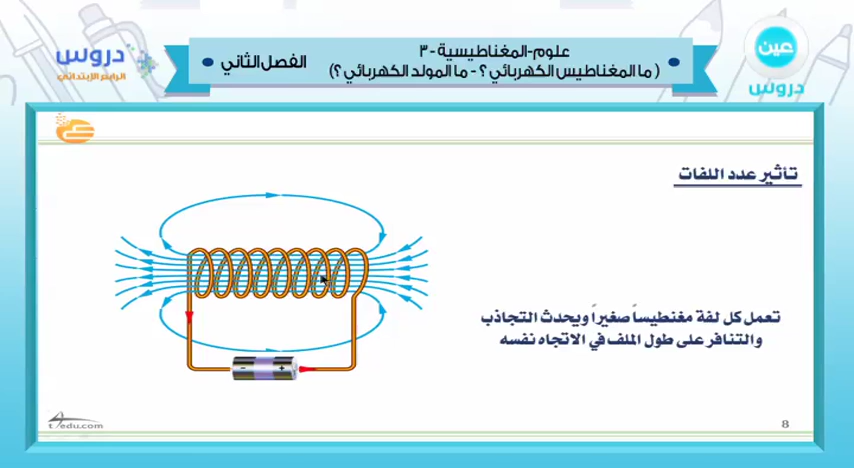 علوم-المغناطيسية - ٣
( ما المغناطيس الكهربائي ؟ - ما المولد الكهربائي ؟)
الفصل الثاني
عين
دروس
دروس
الرابع الإبتدائي
تأثير عدد اللفات
تعمل كل لفة مغنطيساً صغيراً ويحدث التجاذب
والتنافر على طول الملف في الاتجاه نفسه
- +
t4edu.com
8